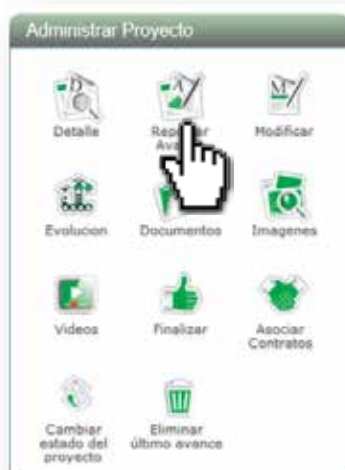 Administrar Proyecto
Detalle
Modificar
Evolucion
Documentos
Imagenes
Videos
Finalizar
Asociar
Contratos
Cambiar
estado del
proyecto
Eliminar
último avance